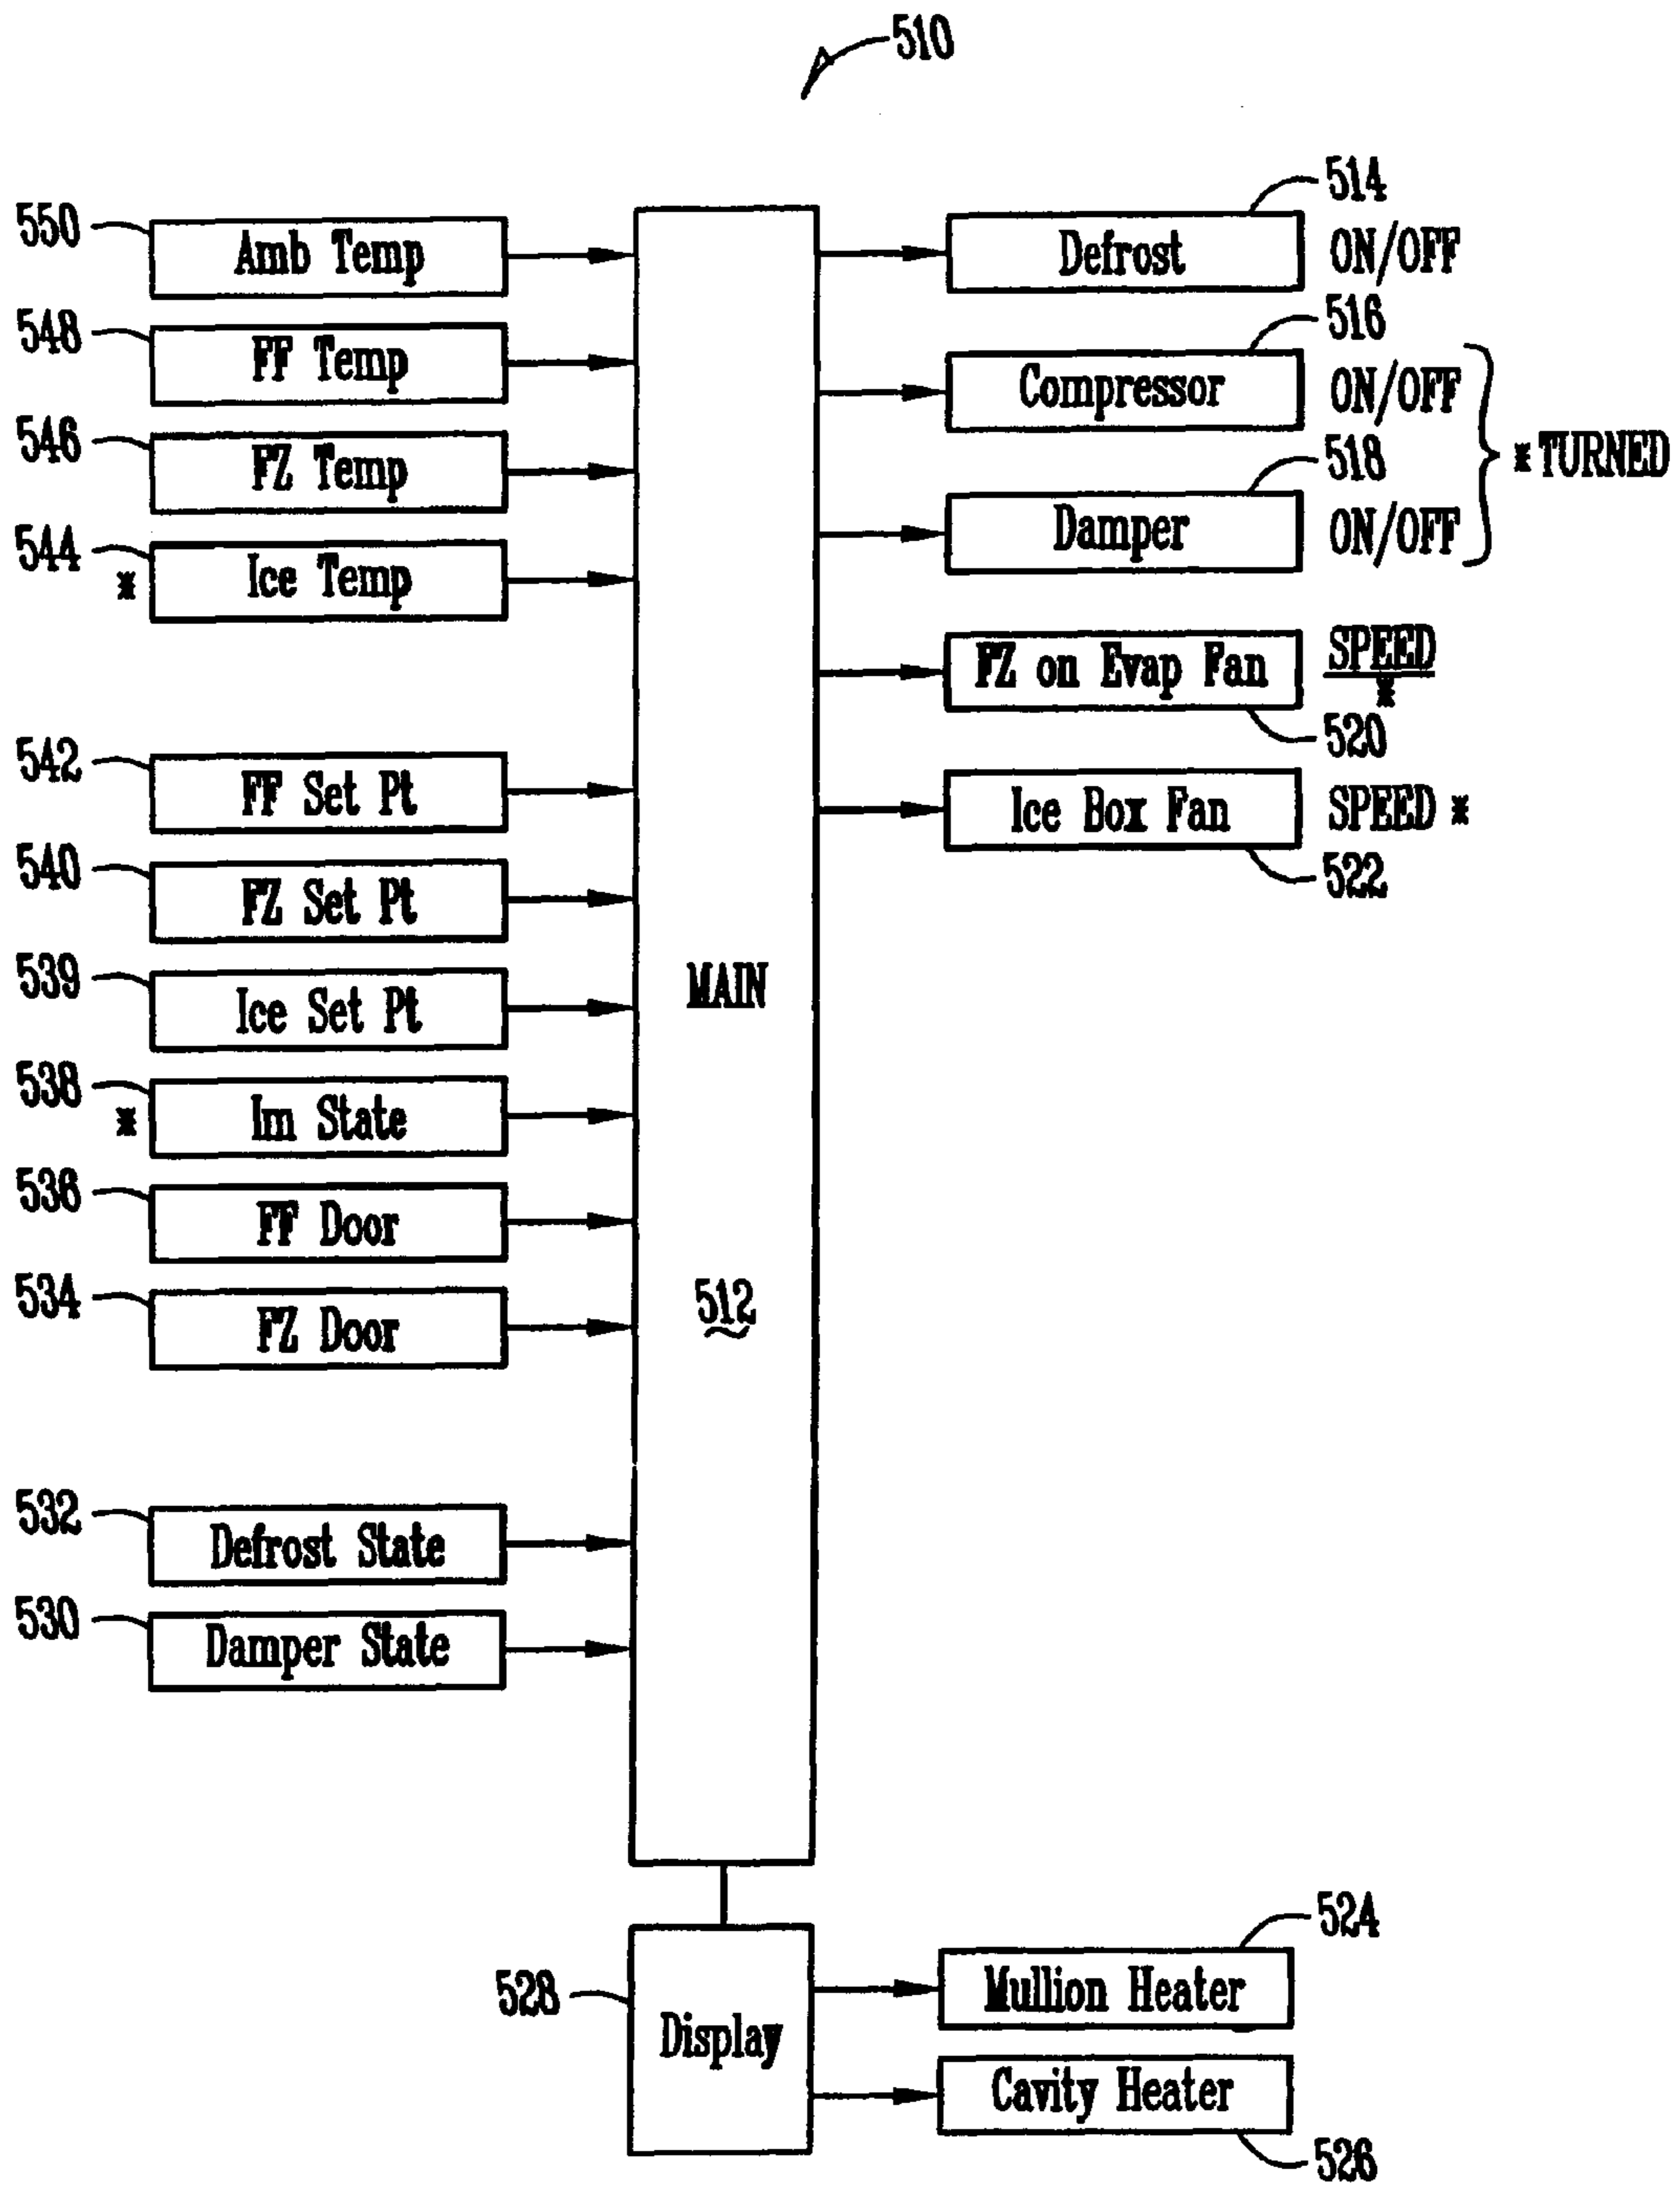 510
550
Amb Temp
548
FF Temp
546
FZ Temp
544
* Ice Temp
542
FF Set Pt
540
FZ Set Pt
539
Ice Set Pt
538
* Im State
536
FF Door
534
FZ Door
532
Defrost State
530
Damper State
MAIN
512
514
Defrost ON/OFF
516
Compressor ON/OFF
518
Damper ON/OFF
* TURNED
FZ on Evap Fan SPEED
*
520
Ice Box Fan SPEED *
522
528
Display
524
Mullion Heater
Cavity Heater
526